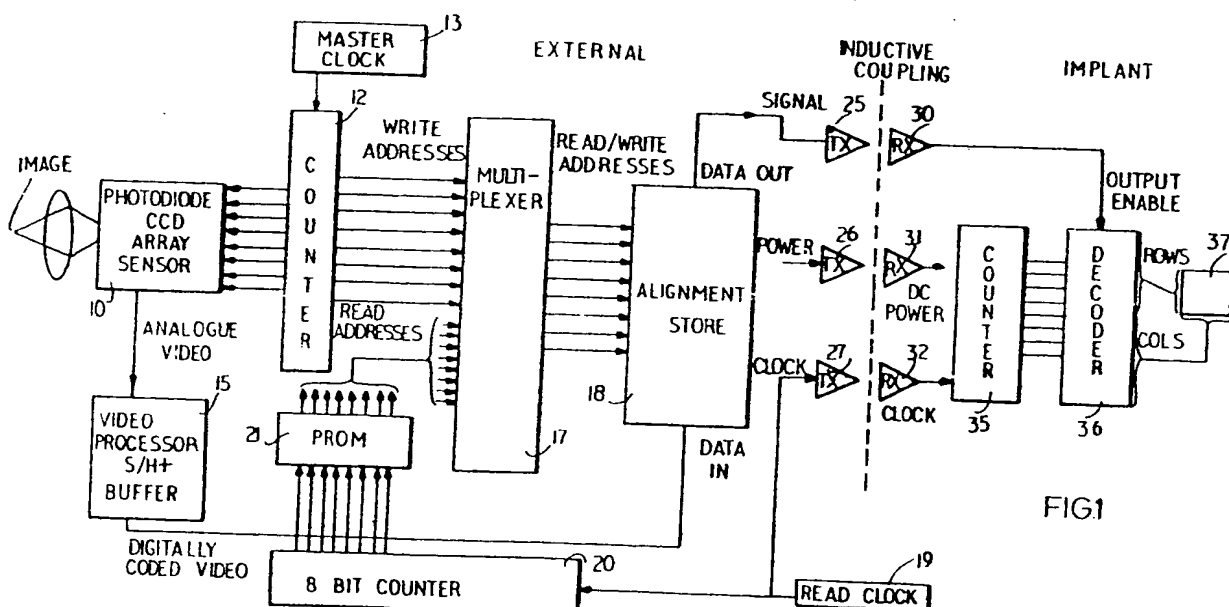 MASTER
CLOCK
13
EXTERNAL
INDUCTIVE
COUPLING
IMPLANT
12
COUNTER
WRITE
ADDRESSES
MULTI-
PLEXER
READ/WRITE
ADDRESSES
SIGNAL
25
TX
30
RX
DATA OUT
OUTPUT
ENABLE
IMAGE
PHOTODIODE
CCD
ARRAY
SENSOR
10
READ
ADDRESSES
ALIGNMENT
STORE
18
POWER
26
TX
31
RX
DC
POWER
COUNTER
35
DECODER
36
ROWS
COLS
37
ANALOGUE
VIDEO
15
VIDEO
PROCESSOR
S/H+
BUFFER
21
PROM
17
CLOCK
27
TX
32
RX
CLOCK
DATA
IN
FIG.1
DIGITALLY
CODED VIDEO
20
8 BIT COUNTER
19
READ CLOCK